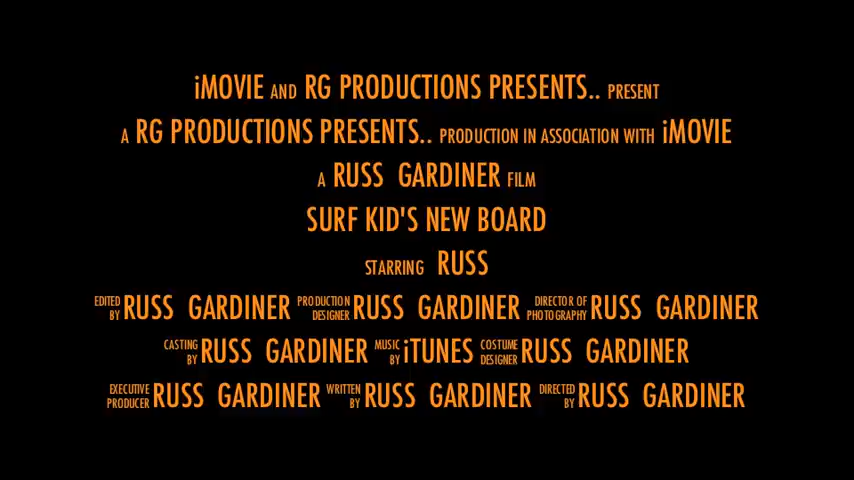 iMOVIE AND RG PRODUCTIONS PRESENTS.. PRESENT
A RG PRODUCTIONS PRESENTS.. PRODUCTION IN ASSOCIATION WITH iMOVIE
A RUSS GARDINER FILM
SURF KID'S NEW BOARD
STARRING RUSS
EDITED BY RUSS GARDINER PRODUCTION DESIGNER RUSS GARDINER DIRECTOR OF PHOTOGRAPHY RUSS GARDINER
CASTING BY RUSS GARDINER MUSIC BY iTUNES COSTUME DESIGNER RUSS GARDINER
EXECUTIVE PRODUCER RUSS GARDINER WRITTEN BY RUSS GARDINER DIRECTED BY RUSS GARDINER